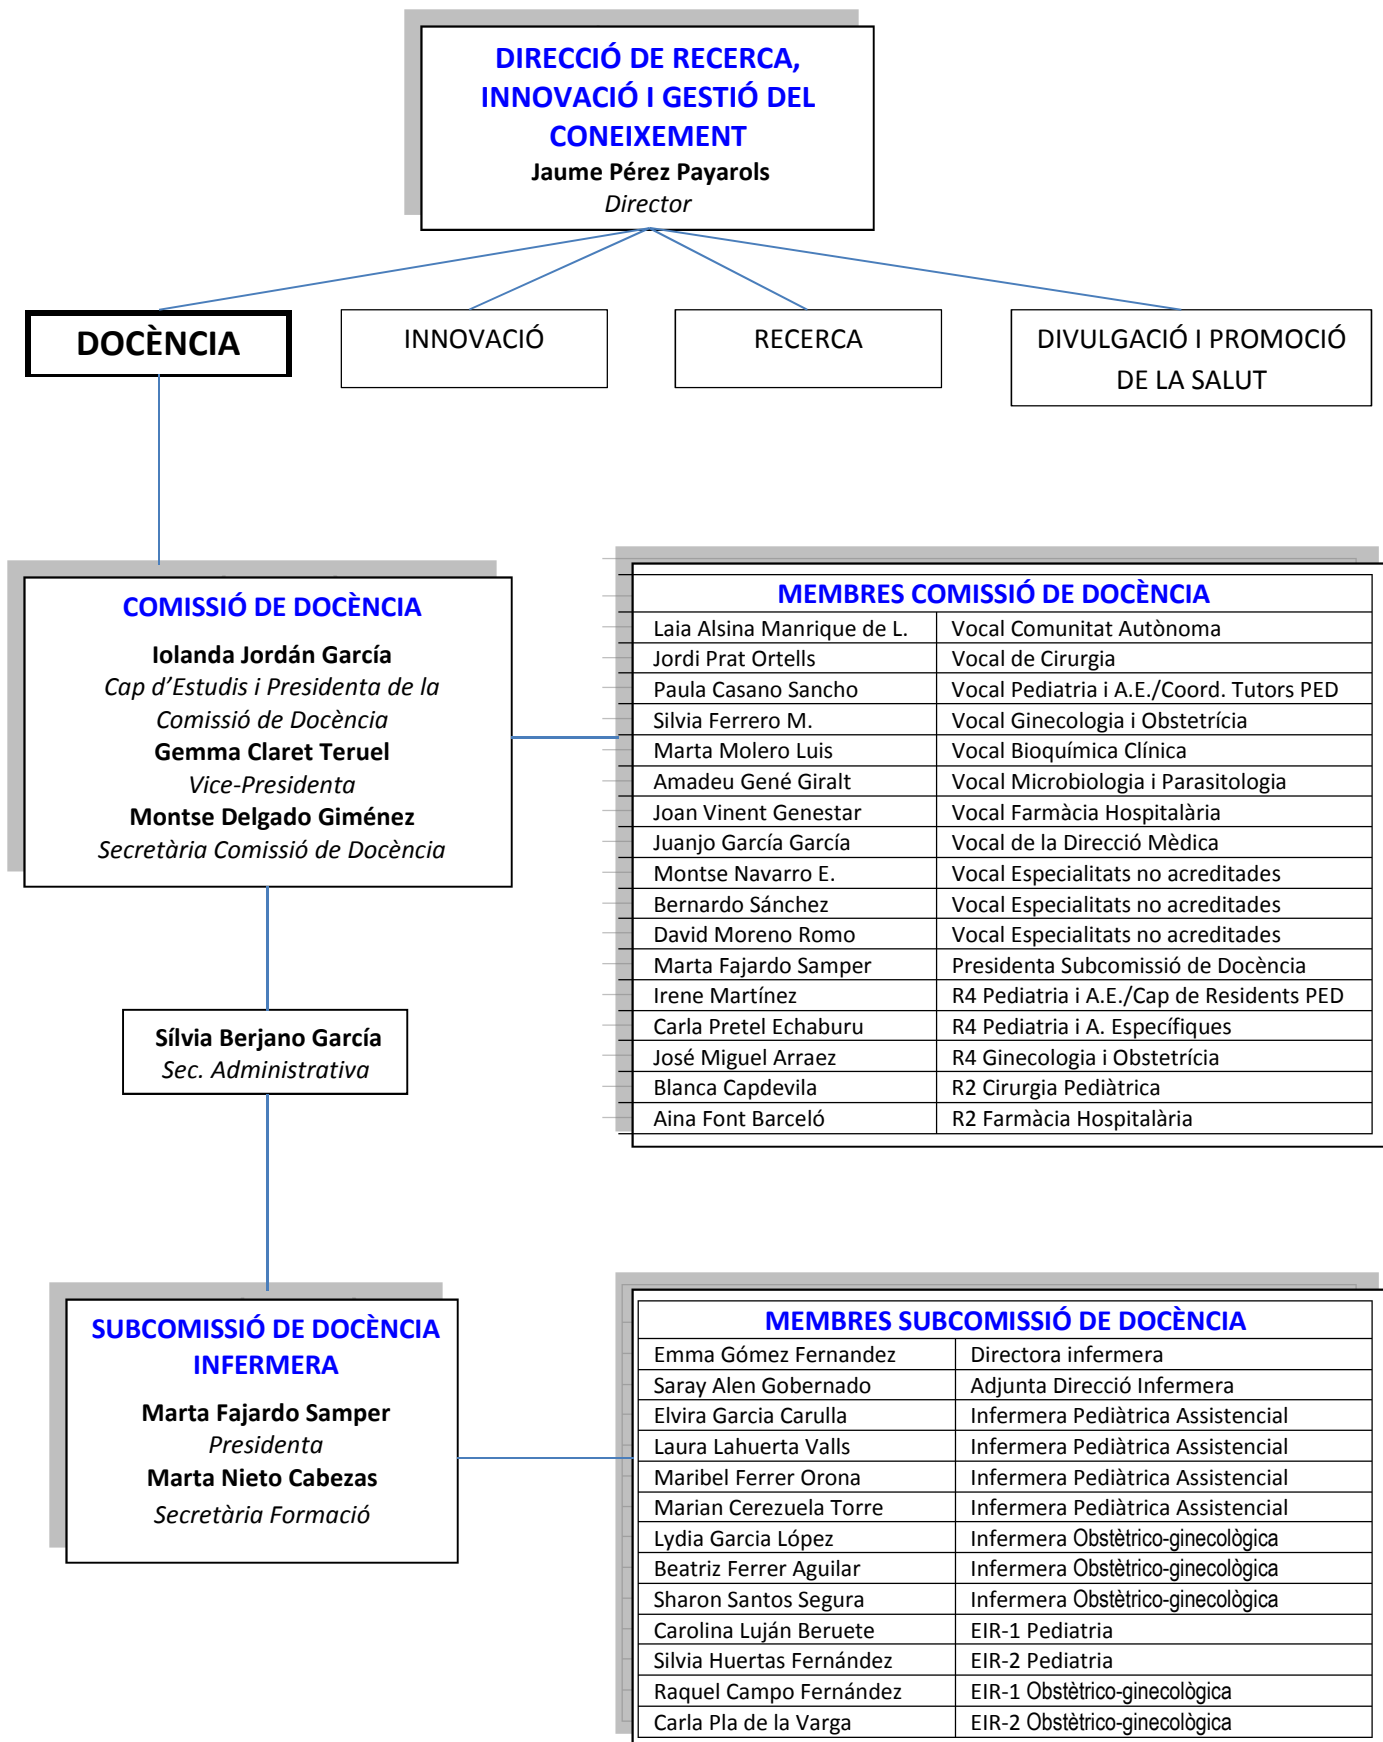 DIRECCIÓ DE RECERCA,
INNOVACIÓ I GESTIÓ DEL
CONEIXEMENT
Jaume Pérez Payarols
Director
DOCÈNCIA
INNOVACIÓ
RECERCA
DIVULGACIÓ I PROMOCIÓ
DE LA SALUT
COMISSIÓ DE DOCÈNCIA
Iolanda Jordán García
Cap d’Estudis i Presidenta de la
Comissió de Docència
Gemma Claret Teruel
Vice-Presidenta
Montse Delgado Giménez
Secretària Comissió de Docència
MEMBRES COMISSIÓ DE DOCÈNCIA
Laia Alsina Manrique de L. Vocal Comunitat Autònoma
Jordi Prat Ortells Vocal de Cirurgia
Paula Casano Sancho Vocal Pediatria i A.E./Coord. Tutors PED
Silvia Ferrero M. Vocal Ginecologia i Obstetrícia
Marta Molero Luis Vocal Bioquímica Clínica
Amadeu Gené Giralt Vocal Microbiologia i Parasitologia
Joan Vinent Genestar Vocal Farmàcia Hospitalària
Juanjo García García Vocal de la Direcció Mèdica
Montse Navarro E. Vocal Especialitats no acreditades
Bernardo Sánchez Vocal Especialitats no acreditades
David Moreno Romo Vocal Especialitats no acreditades
Marta Fajardo Samper Presidenta Subcomissió de Docència
Irene Martínez R4 Pediatria i A.E./Cap de Residents PED
Carla Pretel Echaburu R4 Pediatria i A. Específiques
José Miguel Arraez R4 Ginecologia i Obstetrícia
Blanca Capdevila R2 Cirurgia Pediàtrica
Aina Font Barceló R2 Farmàcia Hospitalària
Sílvia Berjano García
Sec. Administrativa
SUBCOMISSIÓ DE DOCÈNCIA
INFERMERA
Marta Fajardo Samper
Presidenta
Marta Nieto Cabezas
Secretària Formació
MEMBRES SUBCOMISSIÓ DE DOCÈNCIA
Emma Gómez Fernandez Directora infermera
Saray Alen Gobernado Adjunta Direcció Infermera
Elvira Garcia Carulla Infermera Pediàtrica Assistencial
Laura Lahuerta Valls Infermera Pediàtrica Assistencial
Maribel Ferrer Orona Infermera Pediàtrica Assistencial
Marian Cerezuela Torre Infermera Pediàtrica Assistencial
Lydia Garcia López Infermera Obstètrico-ginecològica
Beatriz Ferrer Aguilar Infermera Obstètrico-ginecològica
Sharon Santos Segura Infermera Obstètrico-ginecològica
Carolina Luján Beruete EIR-1 Pediatria
Silvia Huertas Fernández EIR-2 Pediatria
Raquel Campo Fernández EIR-1 Obstètrico-ginecològica
Carla Pla de la Varga EIR-2 Obstètrico-ginecològica